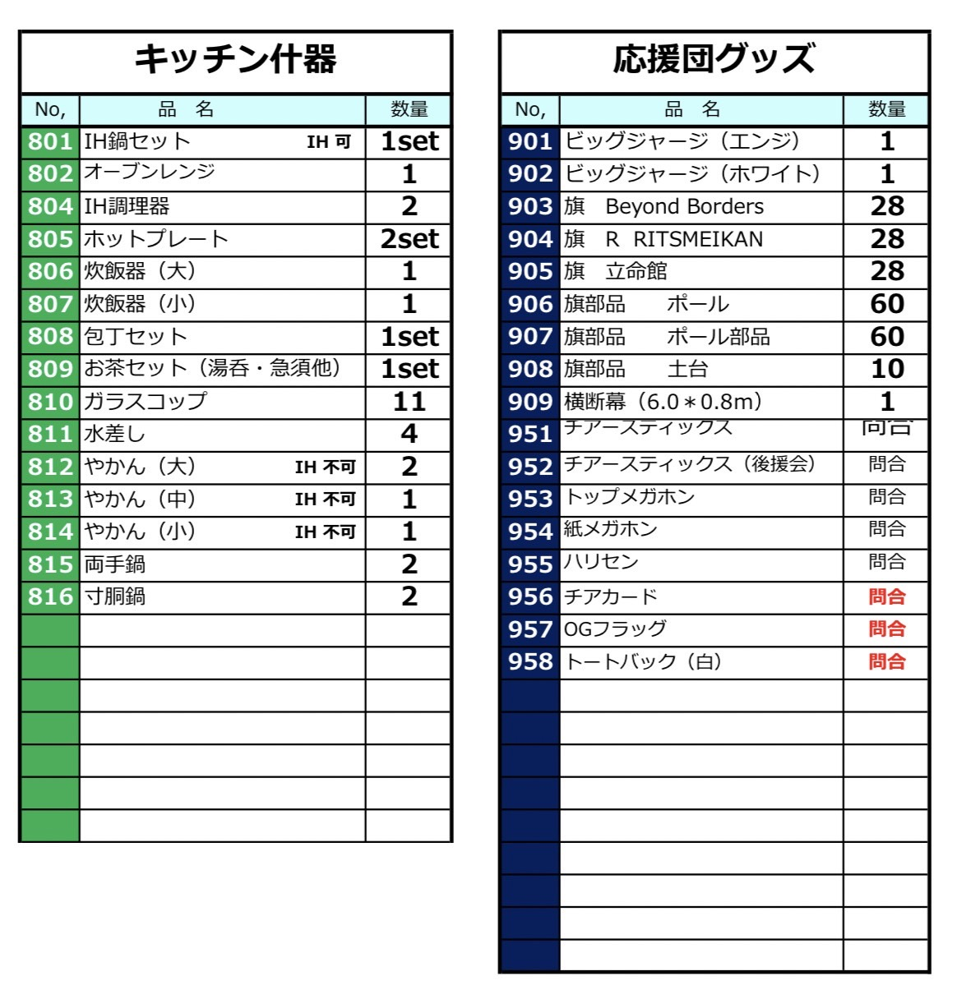 キッチン什器
No, 品 名 数量
801 IH鍋セット IH 可 1set
802 オーブンレンジ 1
804 IH調理器 2
805 ホットプレート 2set
806 炊飯器（大） 1
807 炊飯器（小） 1
808 包丁セット 1set
809 お茶セット（湯呑・急須他） 1set
810 ガラスコップ 11
811 水差し 4
812 やかん（大） IH 不可 2
813 やかん（中） IH 不可 1
814 やかん（小） IH 不可 1
815 両手鍋 2
816 寸胴鍋 2
応援団グッズ
No, 品 名 数量
901 ビッグジャージ（エンジ） 1
902 ビッグジャージ（ホワイト） 1
903 旗 Beyond Borders 28
904 旗 R RITSMEIKAN 28
905 旗 立命館 28
906 旗部品 ポール 60
907 旗部品 ポール部品 60
908 旗部品 土台 10
909 横断幕（6.0＊0.8m） 1
951 チアースティックス 問合
952 チアースティックス（後援会） 問合
953 トップメガホン 問合
954 紙メガホン 問合
955 ハリセン 問合
956 チアカード 問合
957 OGフラッグ 問合
958 トートバック（白） 問合